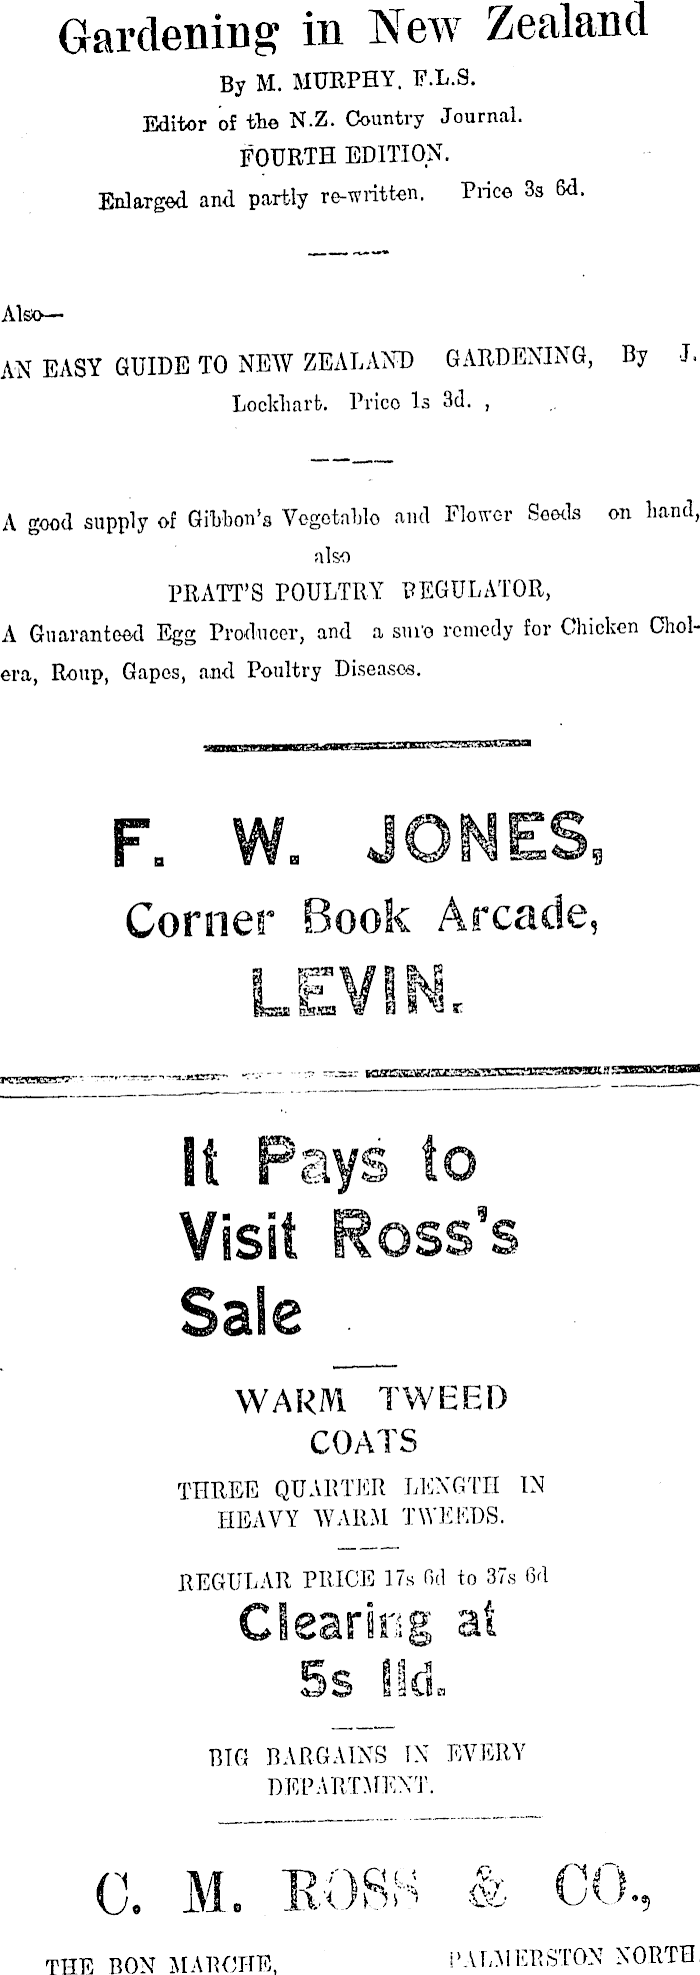 Gardening in New Zealand
By M. MURPHY. F.L.S.
Editor of the N.Z. Country Journal.
FOURTH EDITION.
Enlarged and partly re-written. Price 3s 6d.
Also—
AN EASY GUIDE TO NEW ZEALAND GARDENING, By J.
Lockhart. Price 1s 3d. ,
A good supply of Gibbon's Vegetable and Flower Seeds on hand,
also
PRATT'S POULTRY REGULATOR,
A Guaranteed Egg Producer, and a sure remedy for Chicken Chol-
era, Roup, Gapes, and Poultry Diseases.
F. W. JONES,
Corner Book Arcade,
LEVIN.
It Pays to
Visit Ross's
Sale
WARM TWEED
COATS
THREE QUARTER LENGTH IN
HEAVY WARM TWEEDS.
REGULAR PRICE 17s 6d to 37s 6d
Clearing at
5s 11d.
BIG BARGAINS IN EVERY
DEPARTMENT.
C. M. ROSS & CO.,
THE BON MARCHE, PALMERSTON NORTH